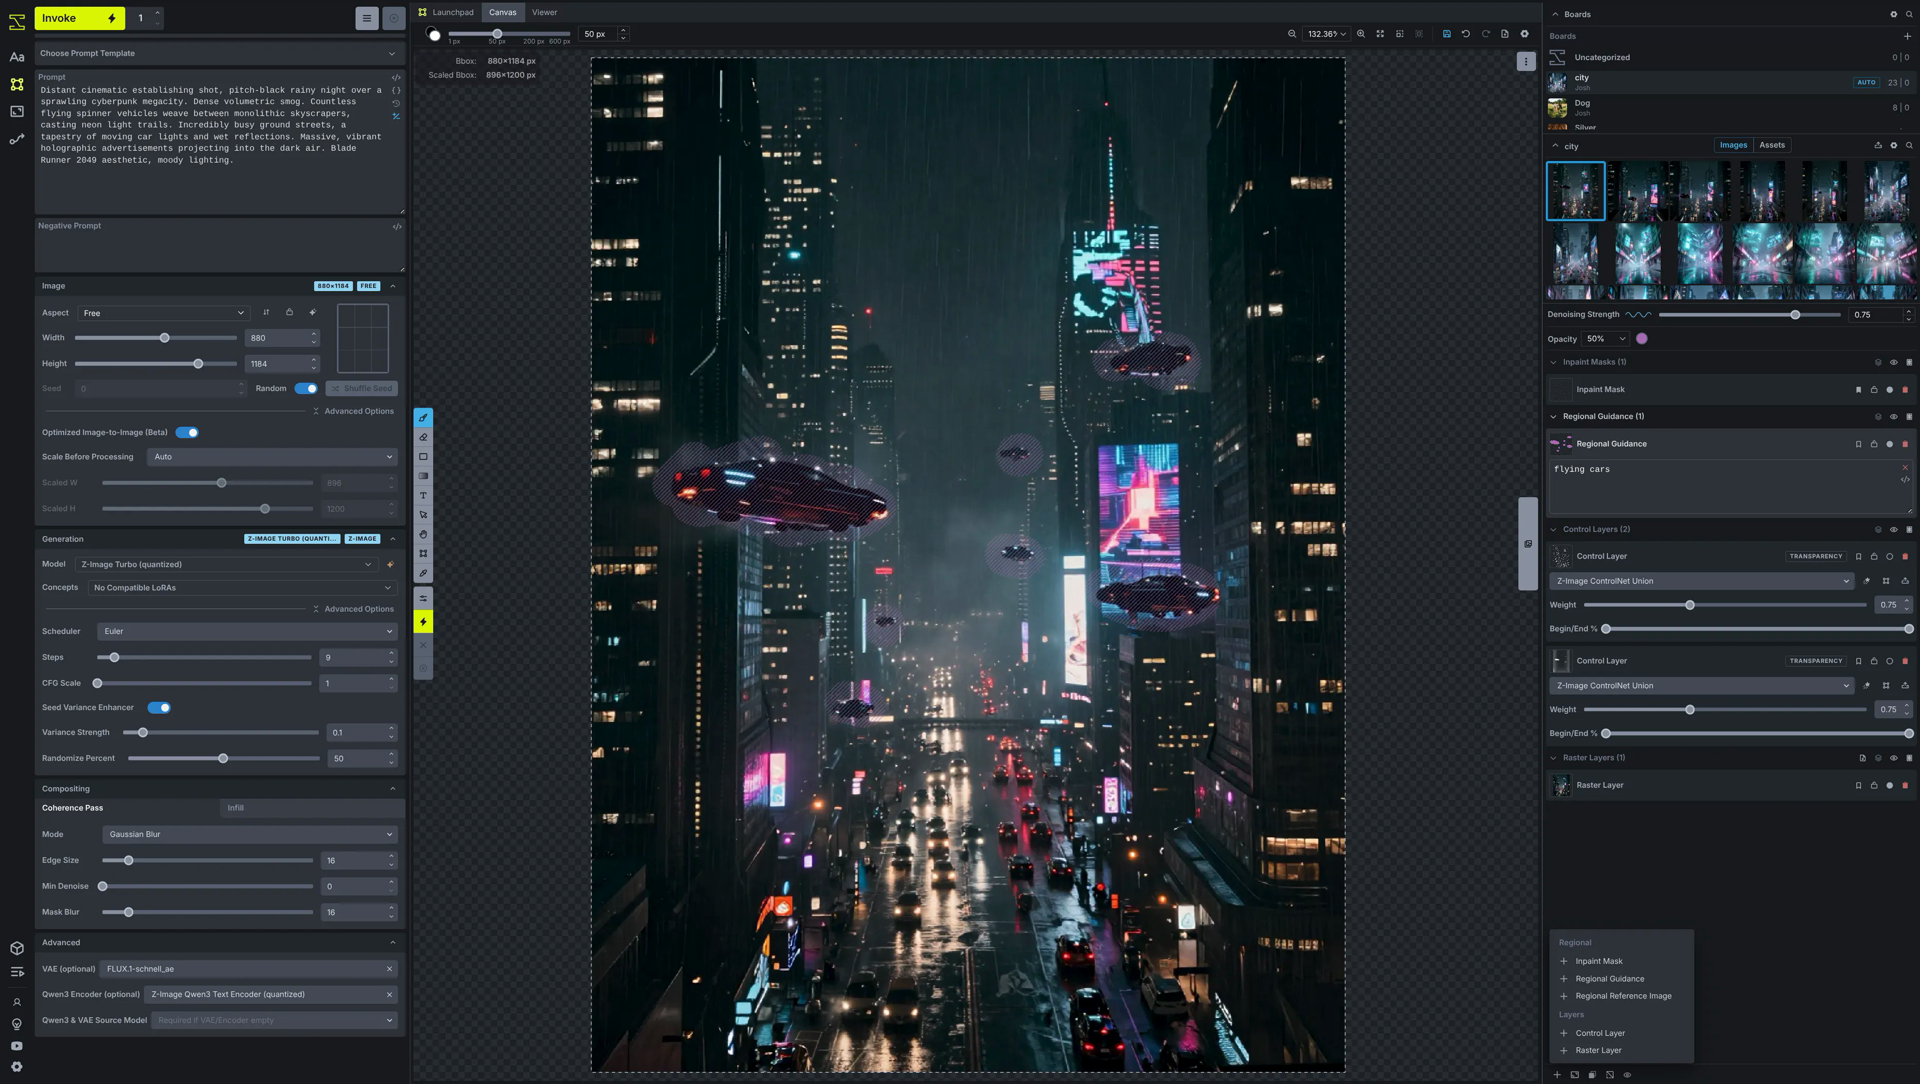 Invoke
1
Choose Prompt Template
Prompt
Distant cinematic establishing shot, pitch-black rainy night over a
sprawling cyberpunk megacity. Dense volumetric smog. Countless
flying spinner vehicles weave between monolithic skyscrapers,
casting neon light trails. Incredibly busy ground streets, a
tapestry of moving car lights and wet reflections. Massive, vibrant
holographic advertisements projecting into the dark air. Blade
Runner 2049 aesthetic, moody lighting.
Negative Prompt
Image
880×1184 FREE
Aspect Free
Width 880
Height 1184
Seed 0 Random Shuffle Seed
Advanced Options
Optimized Image-to-Image (Beta)
Scale Before Processing Auto
Scaled W 896
Scaled H 1200
Generation Z-IMAGE TURBO (QUANTI... Z-IMAGE
Model Z-Image Turbo (quantized)
Concepts No Compatible LoRAs
Advanced Options
Scheduler Euler
Steps 9
CFG Scale 1
Seed Variance Enhancer
Variance Strength 0.1
Randomize Percent 50
Compositing
Coherence Pass Infill
Mode Gaussian Blur
Edge Size 16
Min Denoise 0
Mask Blur 16
Advanced
VAE (optional) FLUX.1-schnell_ae
Qwen3 Encoder (optional) Z-Image Qwen3 Text Encoder (quantized)
Qwen3 & VAE Source Model Required if VAE/Encoder empty
Launchpad Canvas Viewer
1 px 50 px 200 px 600 px
50 px
132.36%
Bbox: 880×1184 px
Scaled Bbox: 896×1200 px
Aa
T
Boards
Boards
Uncategorized 0 | 0
city
Josh
AUTO 23 | 0
Dog
Josh
8 | 0
Silver
city Images Assets
Denoising Strength 0.75
Opacity 50%
Inpaint Masks (1)
Inpaint Mask
Regional Guidance (1)
Regional Guidance
flying cars
Control Layers (2)
Control Layer TRANSPARENCY
Z-Image ControlNet Union
Weight 0.75
Begin/End %
Control Layer TRANSPARENCY
Z-Image ControlNet Union
Weight 0.75
Begin/End %
Raster Layers (1)
Raster Layer
Regional
Inpaint Mask
Regional Guidance
Regional Reference Image
Layers
Control Layer
Raster Layer